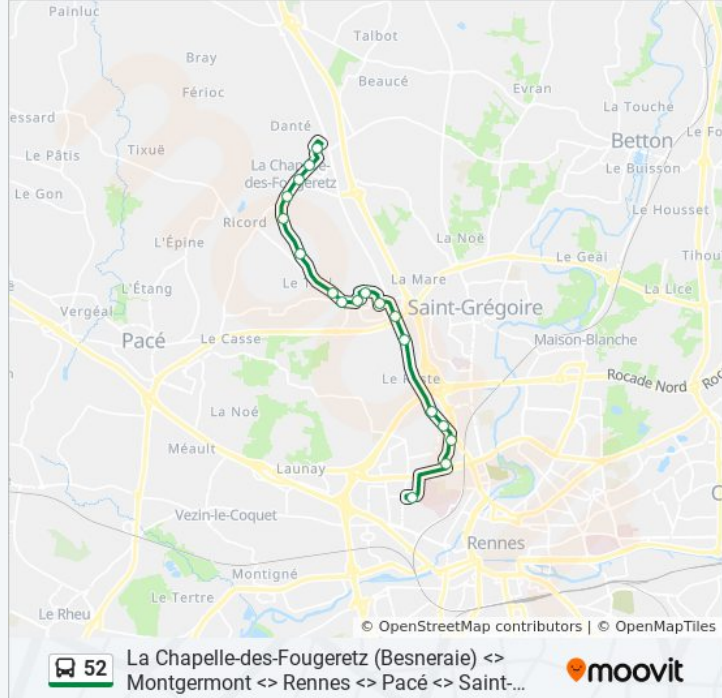 Painluc
Talbot
Bray
Beaucé
Férioc
Evran
La Touche
Danté
Betton
essard
Le Pâtis
Tixuë
Le Buisson
La Chapelle-
des-Fougeretz
Le Gon
Le Housset
Ricord
La Noë
L'Épine
Le Geai
Tihou
La Mare
L'Étang
La Lice
Vergéal
Saint-Grégoire
Pacé
Le Casse
Maison-Blanche
Rocade Nord
La Noé
Méault
Launay
Vezin-le-Coquet
Rennes
Montigné
Le Tertre
Le Rheu
© OpenStreetMap contributors | © OpenMapTiles
52
La Chapelle-des-Fougeretz (Besneraie) <>
Montgermont <> Rennes <> Pacé <> Saint-...
moovit